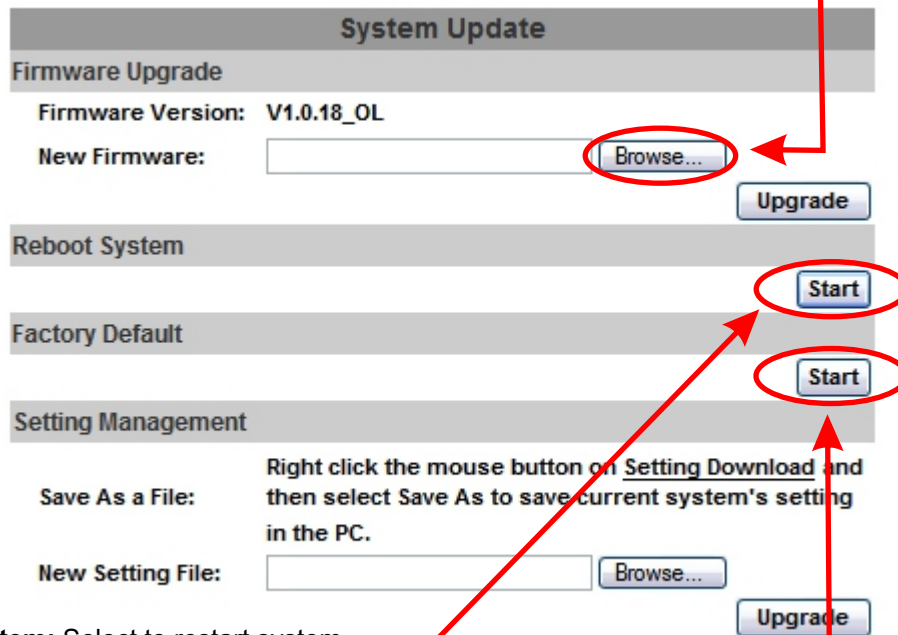 System Update
Firmware Upgrade
Firmware Version: V1.0.18_OL
New Firmware: Browse...
Upgrade
Reboot System
Start
Factory Default
Start
Setting Management
Right click the mouse button on Setting Download and
Save As a File: then select Save As to save current system's setting
in the PC.
New Setting File: Browse...
Upgrade
Select to restart system